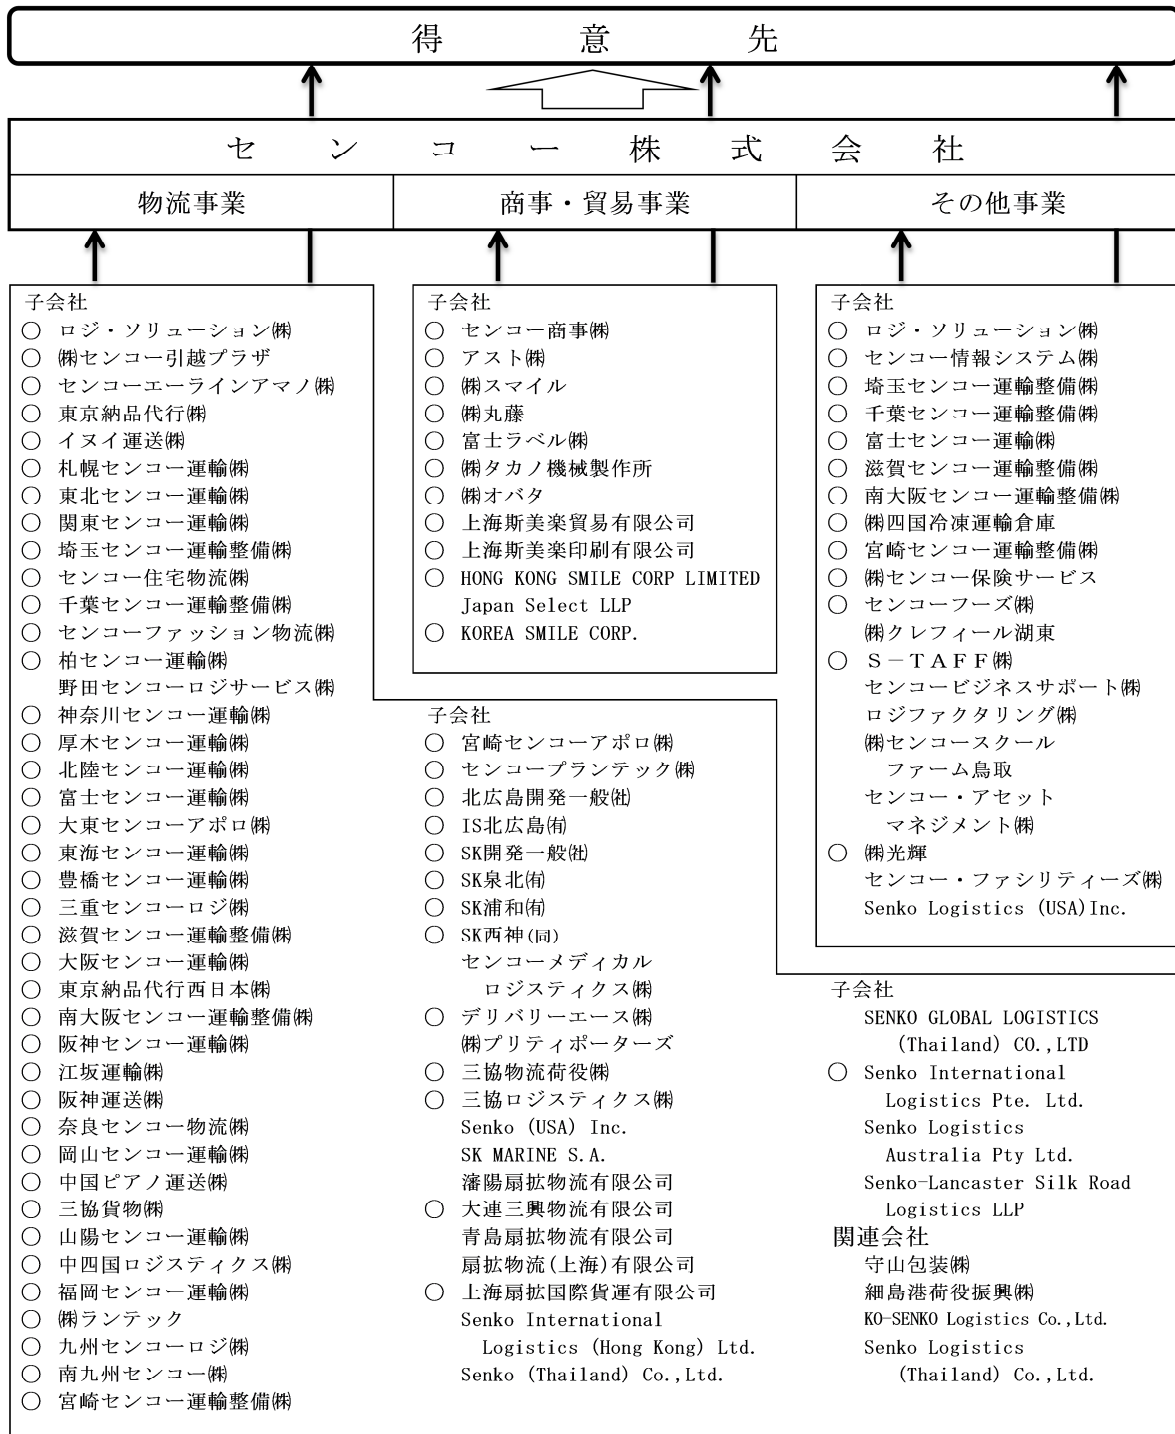 得意先
センコー株式会社
物流事業
商事・貿易事業
その他事業
子会社
○ ロジ・ソリューション㈱
○ ㈱センコー引越プラザ
○ センコーエーラインアマノ㈱
○ 東京納品代行㈱
○ イヌイ運送㈱
○ 札幌センコー運輸㈱
○ 東北センコー運輸㈱
○ 関東センコー運輸㈱
○ 埼玉センコー運輸整備㈱
○ センコー住宅物流㈱
○ 千葉センコー運輸整備㈱
○ センコーファッション物流㈱
○ 柏センコー運輸㈱
野田センコーロジサービス㈱
○ 神奈川センコー運輸㈱
○ 厚木センコー運輸㈱
○ 北陸センコー運輸㈱
○ 富士センコー運輸㈱
○ 大東センコーアポロ㈱
○ 東海センコー運輸㈱
○ 豊橋センコー運輸㈱
○ 三重センコーロジ㈱
○ 滋賀センコー運輸整備㈱
○ 大阪センコー運輸㈱
○ 東京納品代行西日本㈱
○ 南大阪センコー運輸整備㈱
○ 阪神センコー運輸㈱
○ 江坂運輸㈱
○ 阪神運送㈱
○ 奈良センコー物流㈱
○ 岡山センコー運輸㈱
○ 中国ピアノ運送㈱
○ 三協貨物㈱
○ 山陽センコー運輸㈱
○ 中四国ロジスティクス㈱
○ 福岡センコー運輸㈱
○ ㈱ランテック
○ 九州センコーロジ㈱
○ 南九州センコー㈱
○ 宮崎センコー運輸整備㈱
子会社
○ センコー商事㈱
○ アスト㈱
○ ㈱スマイル
○ ㈱丸藤
○ 富士ラベル㈱
○ ㈱タカノ機械製作所
○ ㈱オバタ
○ 上海斯美楽貿易有限公司
○ 上海斯美楽印刷有限公司
○ HONG KONG SMILE CORP LIMITED
Japan Select LLP
○ KOREA SMILE CORP.
子会社
○ 宮崎センコーアポロ㈱
○ センコープランテック㈱
○ 北広島開発一般㈳
○ IS北広島㈲
○ SK開発一般㈳
○ SK泉北㈲
○ SK浦和㈲
○ SK西神(同)
センコーメディカル
ロジスティクス㈱
○ デリバリーエース㈱
㈱プリティポーターズ
○ 三協物流荷役㈱
○ 三協ロジスティクス㈱
Senko (USA) Inc.
SK MARINE S.A.
瀋陽扇拡物流有限公司
○ 大連三興物流有限公司
青島扇拡物流有限公司
扇拡物流(上海)有限公司
○ 上海扇拡国際貨運有限公司
Senko International
Logistics (Hong Kong) Ltd.
Senko (Thailand) Co.,Ltd.
子会社
○ ロジ・ソリューション㈱
○ センコー情報システム㈱
○ 埼玉センコー運輸整備㈱
○ 千葉センコー運輸整備㈱
○ 富士センコー運輸㈱
○ 滋賀センコー運輸整備㈱
○ 南大阪センコー運輸整備㈱
○ ㈱四国冷凍運輸倉庫
○ 宮崎センコー運輸整備㈱
○ ㈱センコー保険サービス
○ センコーフーズ㈱
㈱クレフィール湖東
○ S－TAFF㈱
センコービジネスサポート㈱
ロジファクタリング㈱
㈱センコースクール
ファーム鳥取
センコー・アセット
マネジメント㈱
○ ㈱光輝
センコー・ファシリティーズ㈱
Senko Logistics (USA)Inc.
子会社
SENKO GLOBAL LOGISTICS
(Thailand) CO.,LTD
○ Senko International
Logistics Pte. Ltd.
Senko Logistics
Australia Pty Ltd.
Senko-Lancaster Silk Road
Logistics LLP
関連会社
守山包装㈱
細島港荷役振興㈱
KO-SENKO Logistics Co.,Ltd.
Senko Logistics
(Thailand) Co.,Ltd.